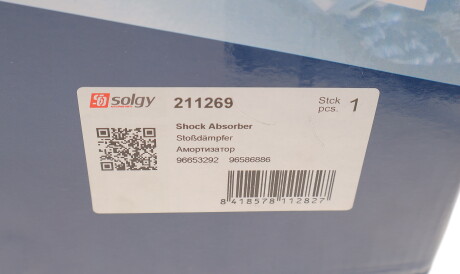 solgy 211269 Stck pcs. 1
Shock Absorber
Stoßdämpfer
Амортизатор
96653292 96586886
8 418578 112827